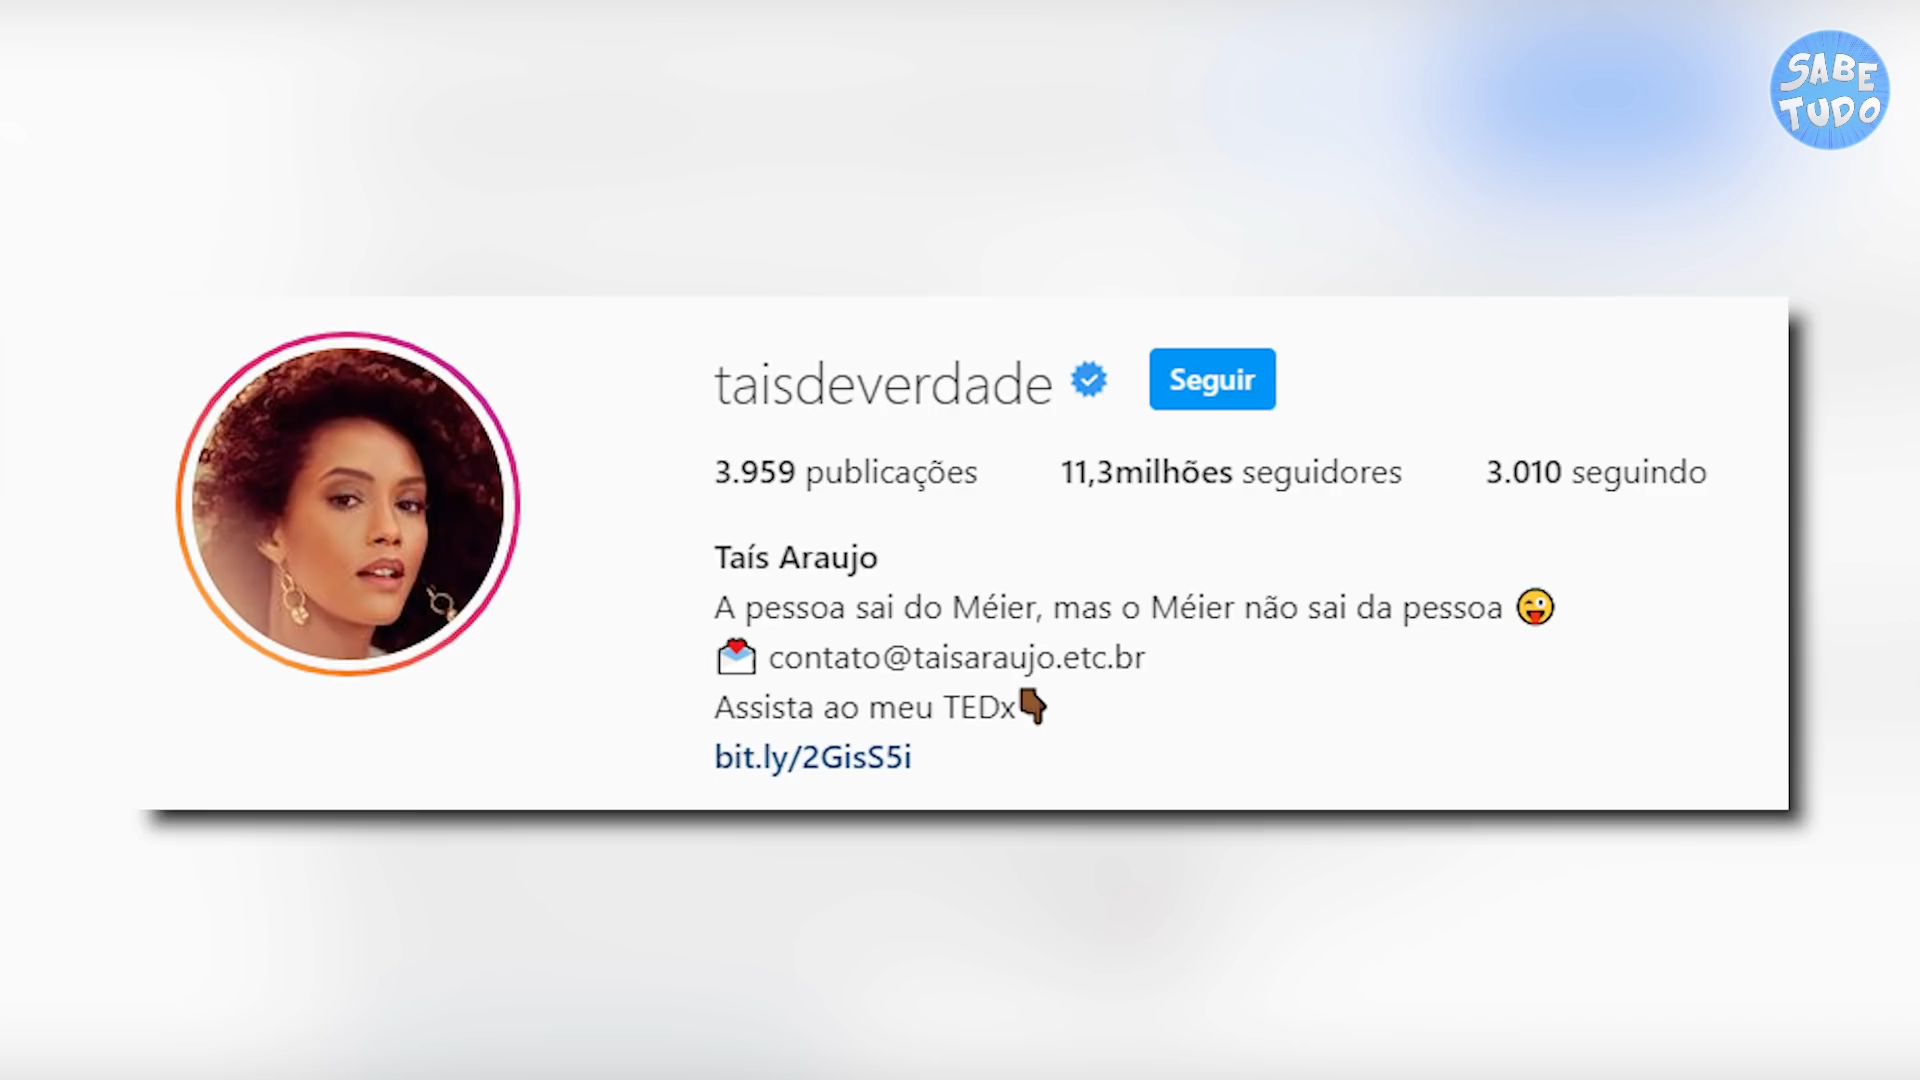 SABE
TUDO
taisdeverdade
Seguir
3.959 publicações 11,3milhões seguidores 3.010 seguindo
Taís Araujo
A pessoa sai do Méier, mas o Méier não sai da pessoa 😜
💌 contato@taisaraujo.etc.br
Assista ao meu TEDx👇🏾
bit.ly/2GisS5i